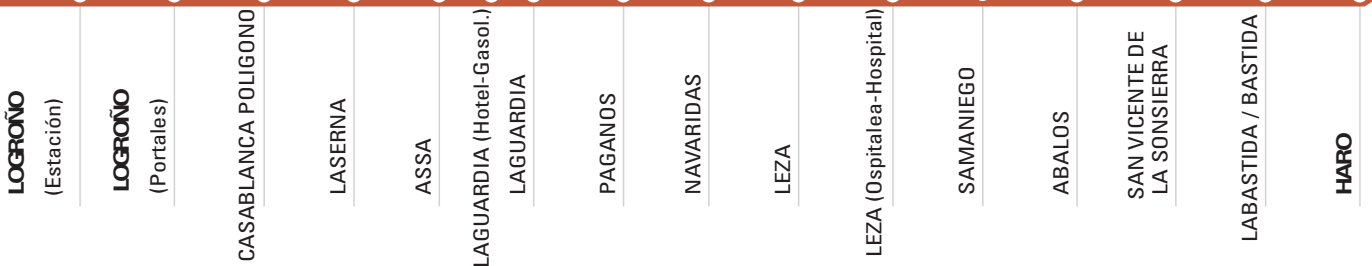 LOGROÑO
(Estación)
LOGROÑO
(Portales)
CASABLANCA POLIGONO
LASERNA
ASSA
LAGUARDIA (Hotel-Gasol.)
LAGUARDIA
PAGANOS
NAVARIDAS
LEZA
LEZA (Ospitalea-Hospital)
SAMANIEGO
ABALOS
SAN VICENTE DE
LA SONSIERRA
LABASTIDA / BASTIDA
HARO